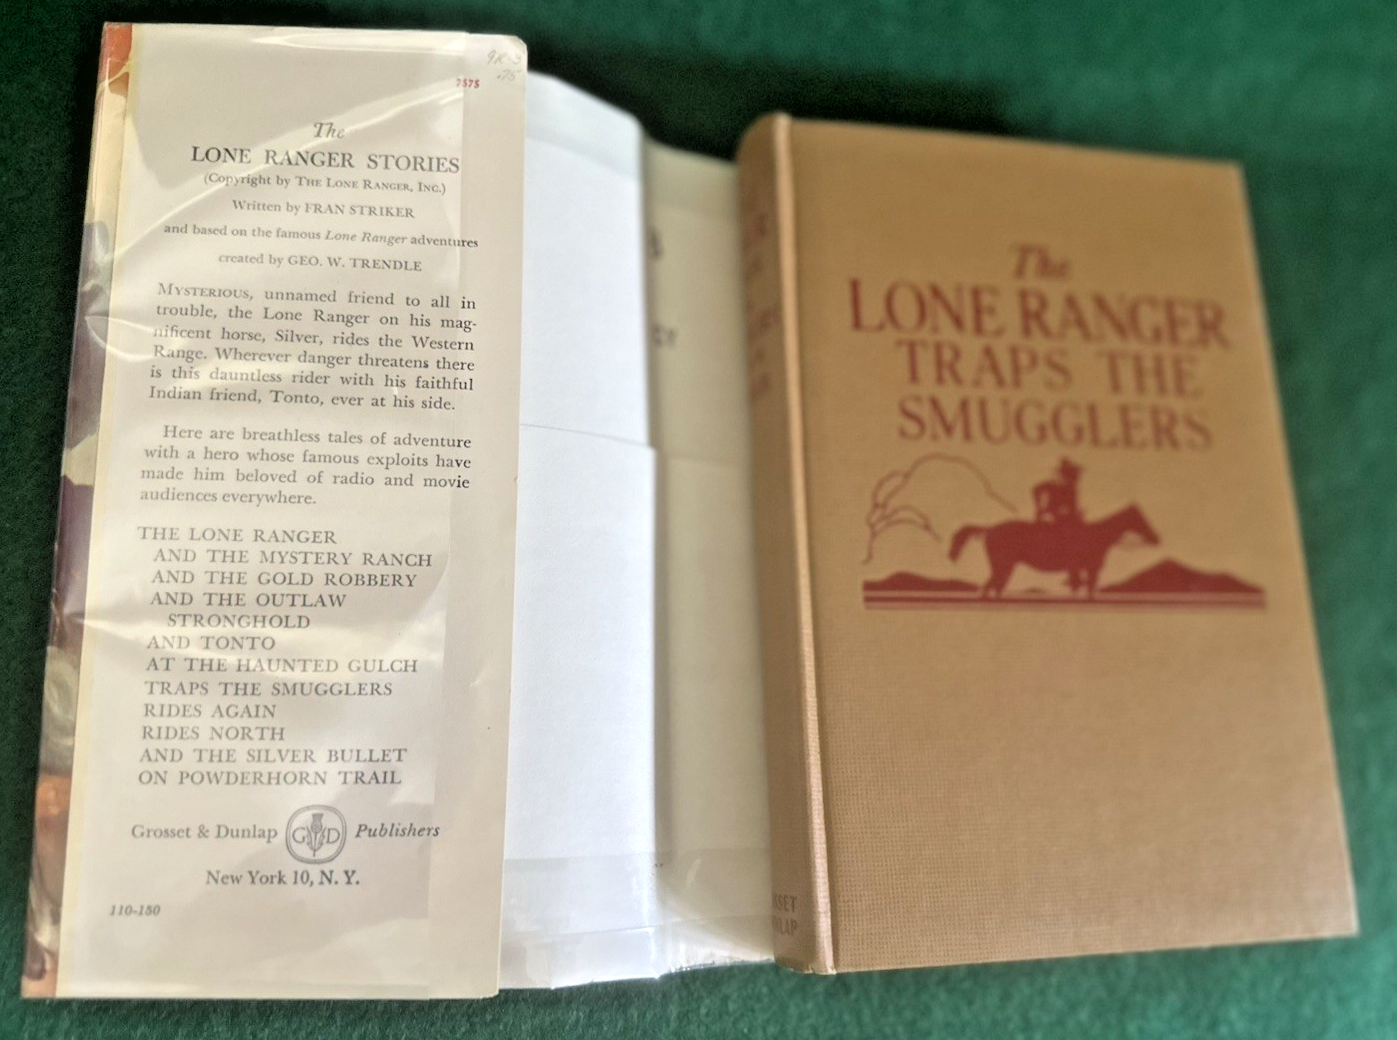 7575
The
LONE RANGER STORIES
(Copyright by THE LONE RANGER, INC.)
Written by FRAN STRIKER
and based on the famous Lone Ranger adventures
created by GEO. W. TRENDLE
MYSTERIOUS, unnamed friend to all in
trouble, the Lone Ranger on his mag-
nificent horse, Silver, rides the Western
Range. Wherever danger threatens there
is this dauntless rider with his faithful
Indian friend, Tonto, ever at his side.
Here are breathless tales of adventure
with a hero whose famous exploits have
made him beloved of radio and movie
audiences everywhere.
THE LONE RANGER
AND THE MYSTERY RANCH
AND THE GOLD ROBBERY
AND THE OUTLAW
STRONGHOLD
AND TONTO
AT THE HAUNTED GULCH
TRAPS THE SMUGGLERS
RIDES AGAIN
RIDES NORTH
AND THE SILVER BULLET
ON POWDERHORN TRAIL
Grosset & Dunlap G D Publishers
New York 10, N. Y.
110-150
The
LONE RANGER
TRAPS THE
SMUGGLERS